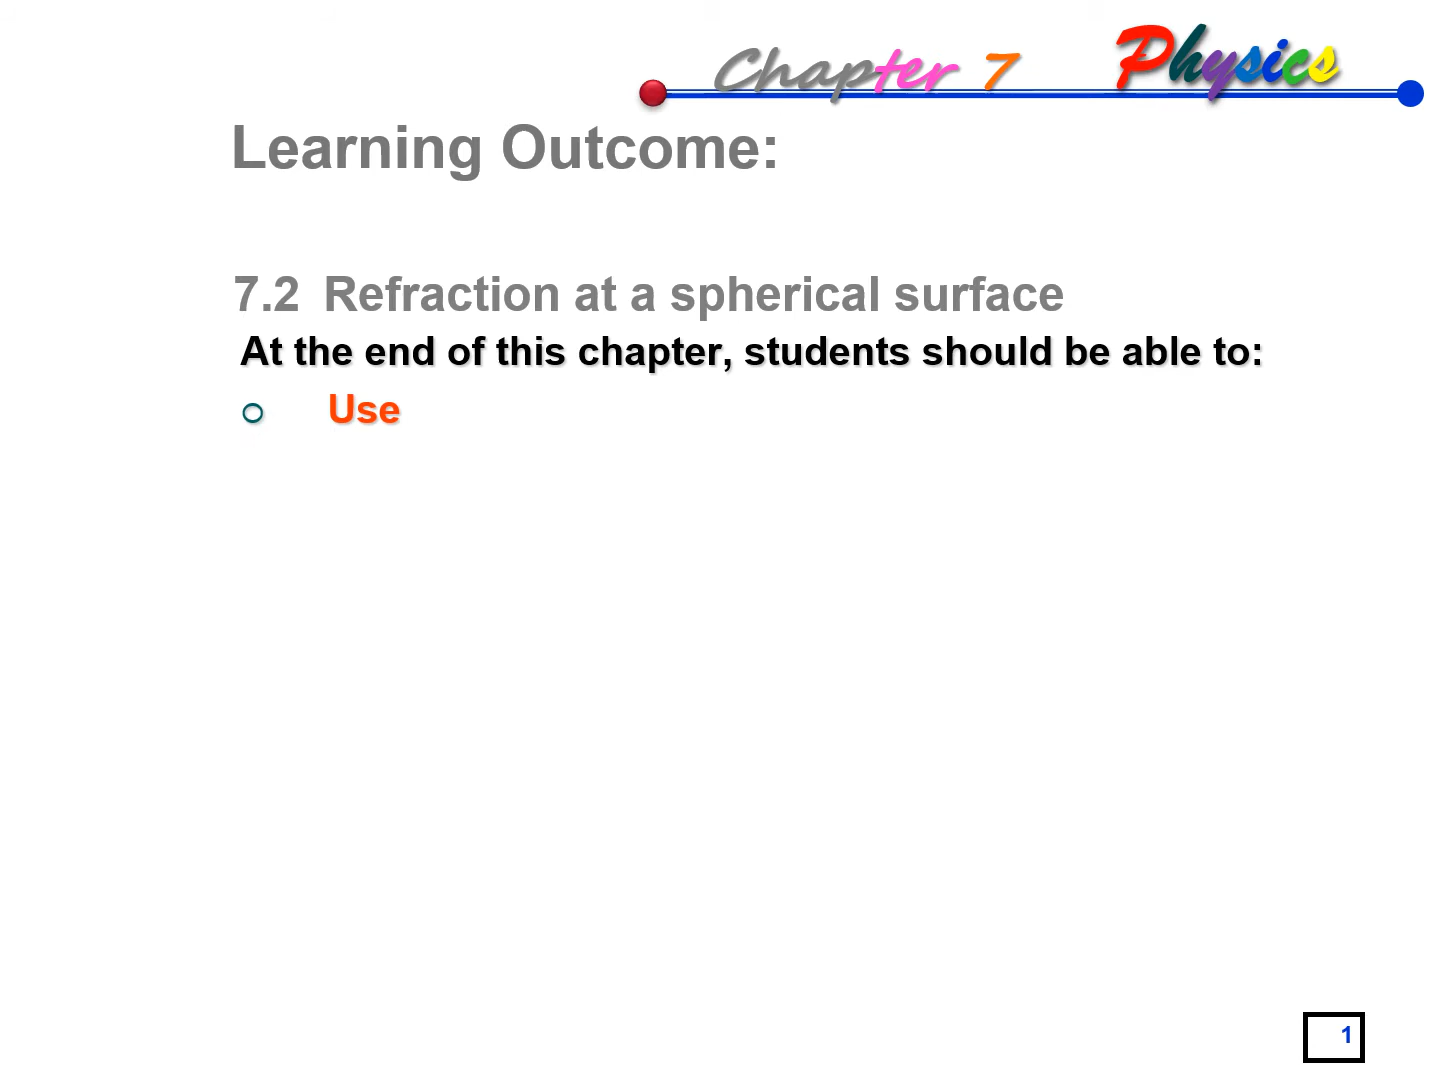 Chapter 7 Physics
Learning Outcome:
7.2 Refraction at a spherical surface
At the end of this chapter, students should be able to:
Use
1